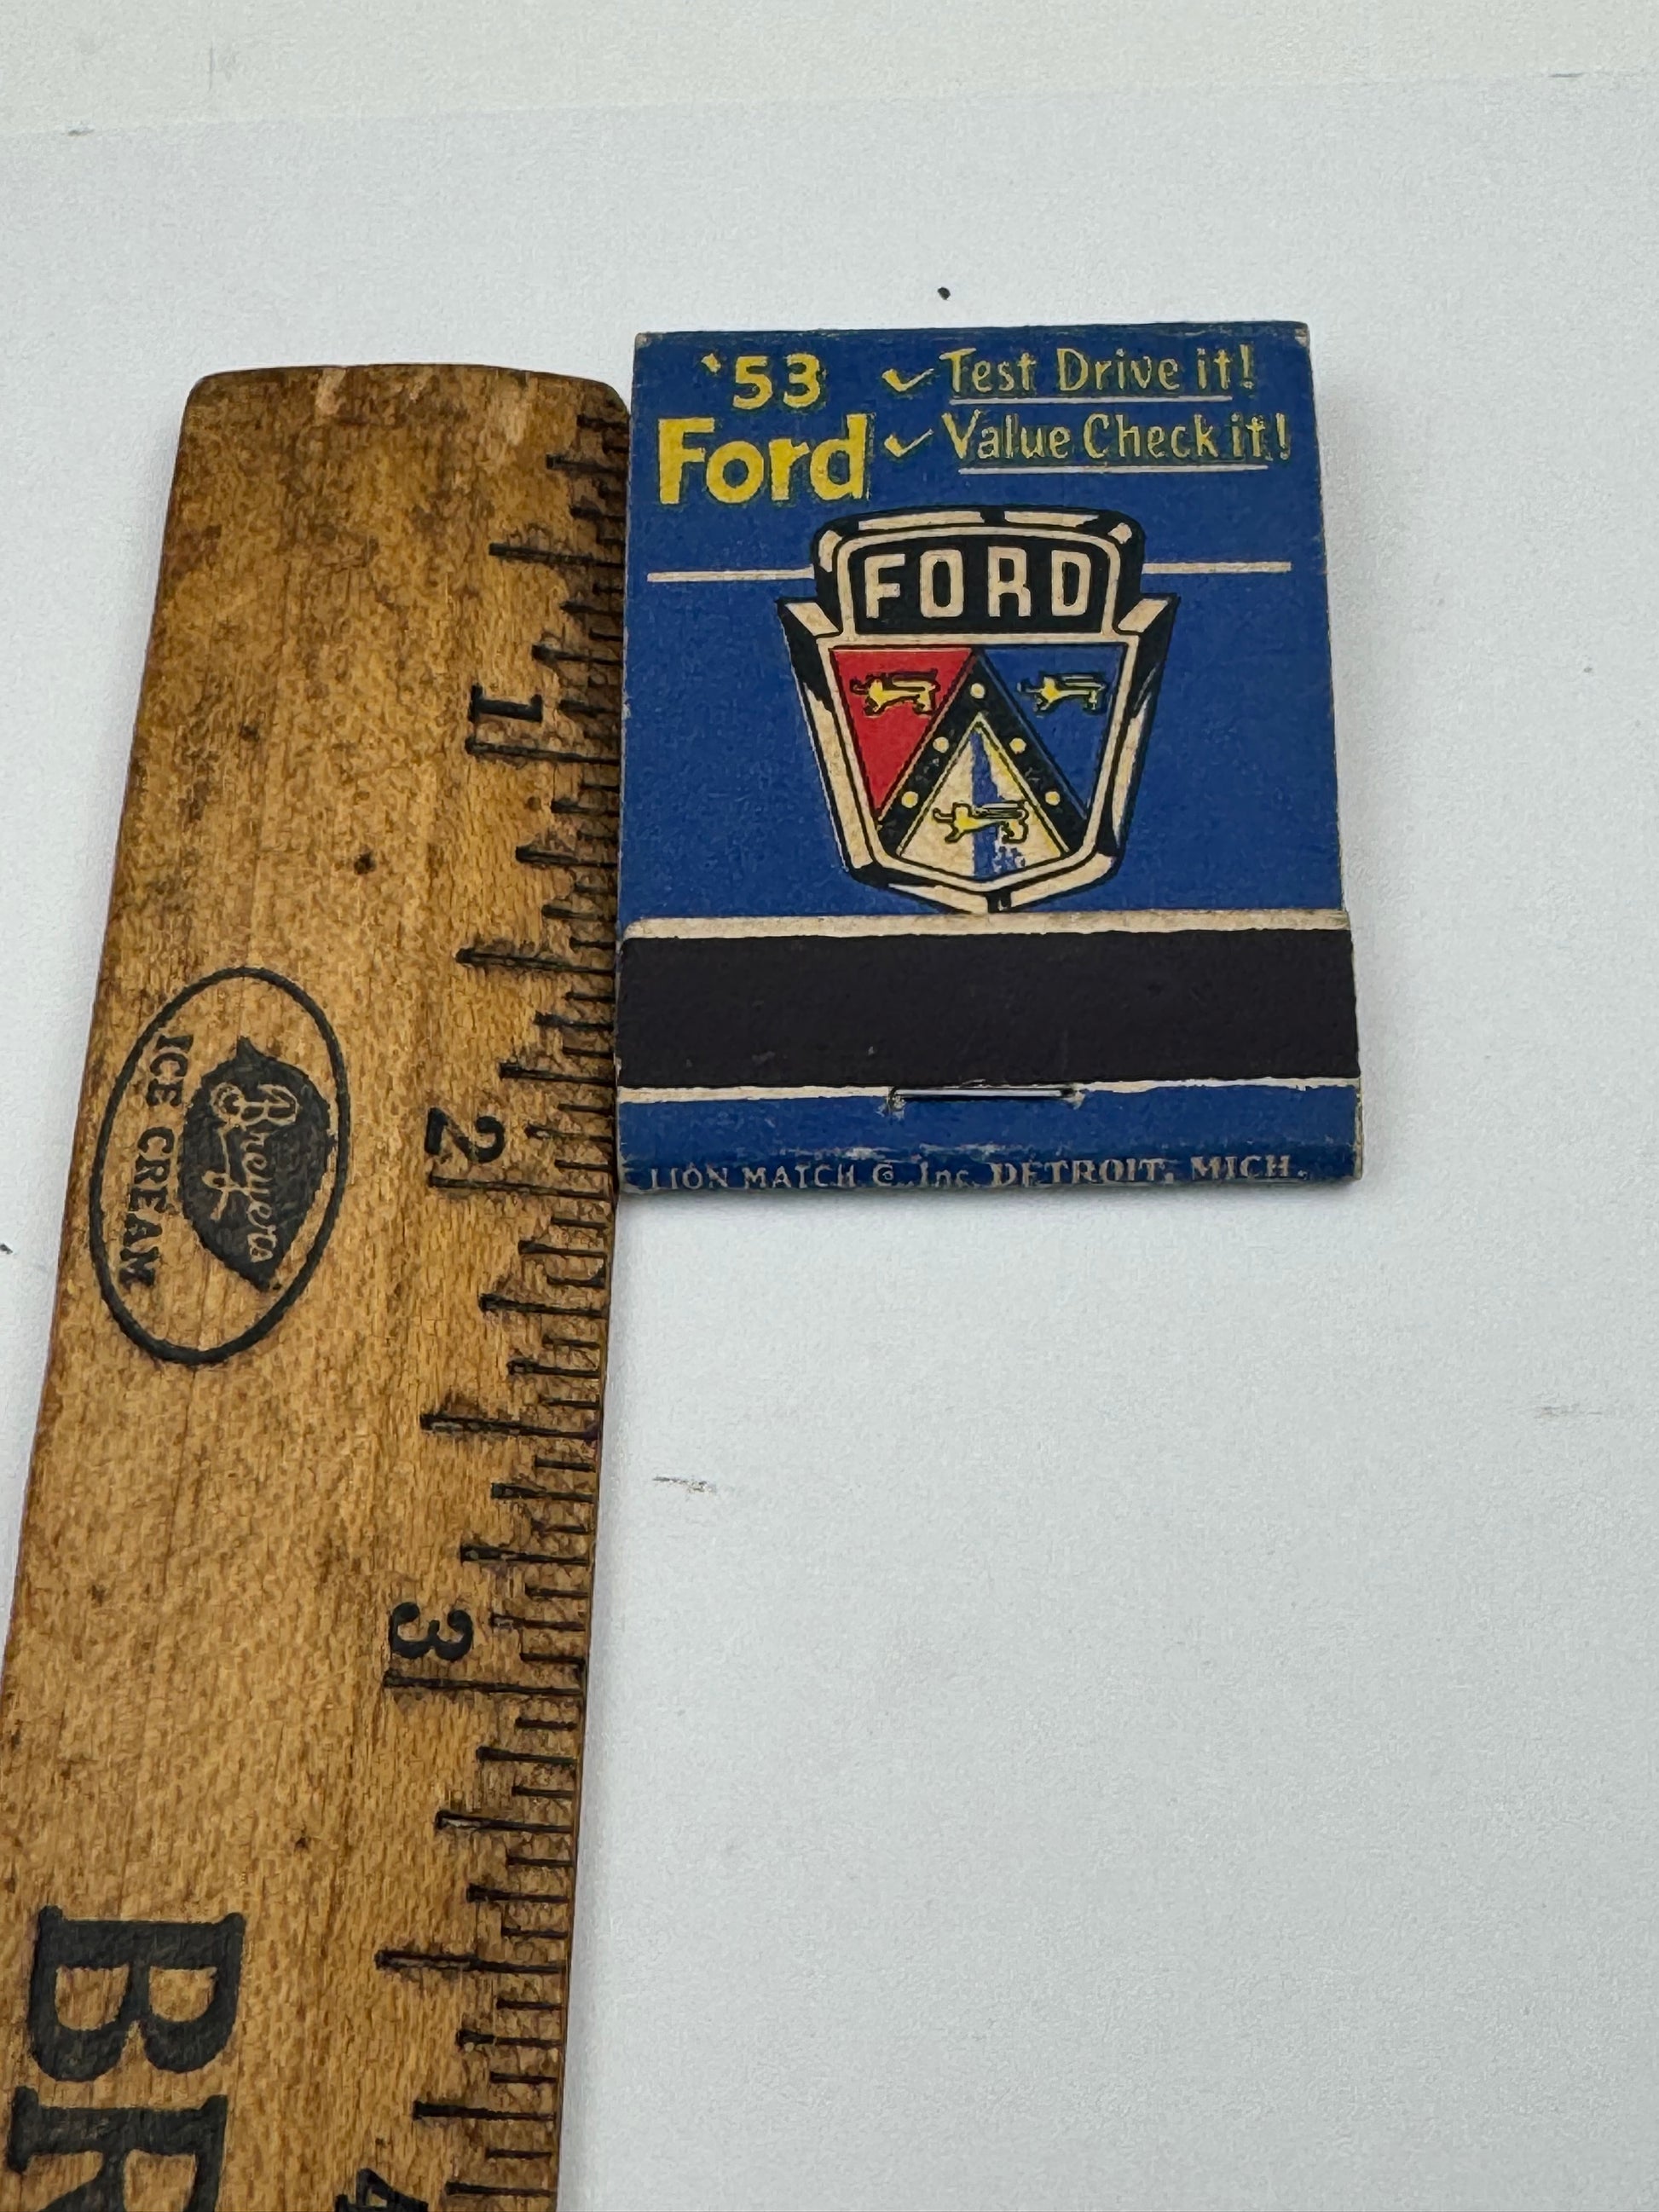 '53 ✓ Test Drive it!
Ford ✓ Value Check it!
FORD
LION MATCH Co., Inc. DETROIT, MICH.
1
2
3
4
Breyers
ICE CREAM
BR